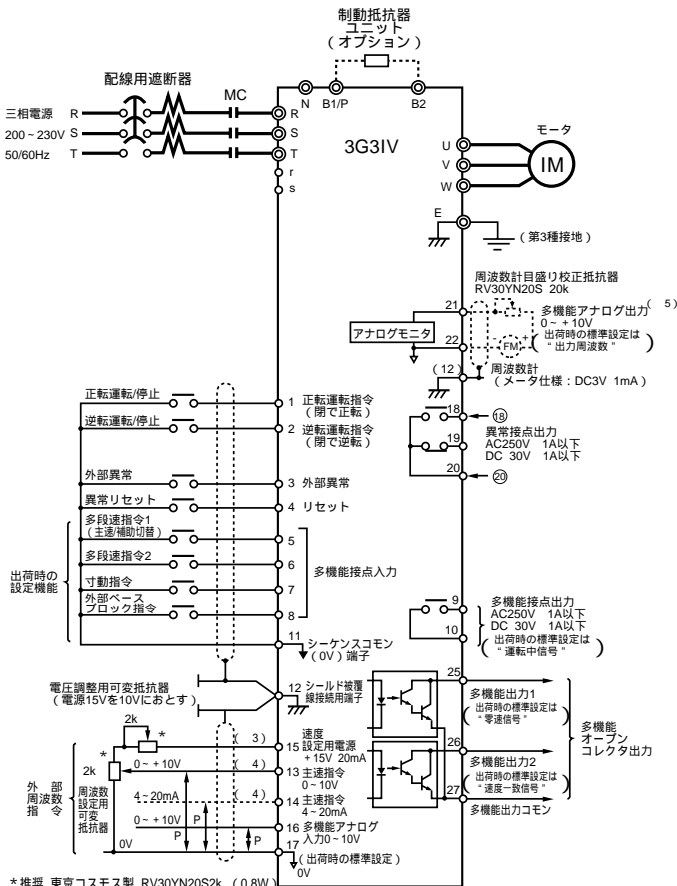 制動抵抗器
ユニット
(オプション)
配線用遮断器
MC
N
B1/P
B2
三相電源
R
R
200~230V
S
S
50/60Hz
T
T
r
s
3G3IV
U
V
W
モータ
IM
E
(第3種接地)
周波数計目盛り校正抵抗器
RV30YN20S 20k
21
アナログモニタ
22
多機能アナログ出力( 5)
0~+10V
(出荷時の標準設定は
"出力周波数")
- FM +
(12)
周波数計
(メータ仕様:DC3V 1mA)
正転運転/停止
1 正転運転指令
(閉で正転)
逆転運転/停止
2 逆転運転指令
(閉で逆転)
18
⑱
19
異常接点出力
AC250V 1A以下
DC 30V 1A以下
20
⑳
外部異常
3 外部異常
異常リセット
4 リセット
多段速指令1
(主速/補助切替)
5
多段速指令2
6
寸動指令
7
外部ベース
ブロック指令
8
多機能接点入力
出荷時の
設定機能
11
シーケンスコモン
(0V)端子
9
10
多機能接点出力
AC250V 1A以下
DC 30V 1A以下
(出荷時の標準設定は
"運転中信号")
電圧調整用可変抵抗器
(電源15Vを10Vにおとす)
12 シールド被覆
線接続用端子
25
多機能出力1
(出荷時の標準設定は
"零速信号")
26
多機能出力2
(出荷時の標準設定は
"速度一致信号")
27
多機能出力コモン
多機能
オープン
コレクタ出力
2k
*
( 3)
15 速度
設定用電源
+15V 20mA
2k
*
0~+10V
( 4)
13 主速指令
0~10V
外部
周波数
指令
周波数
設定用
可変
抵抗器
4~20mA
( 4)
14 主速指令
4~20mA
0~+10V
P
P
P
16 多機能アナログ
入力0~10V
0V
17
(出荷時の標準設定)
0V
*推奨 東京コスモス製 RV30YN20S2k (0.8W)